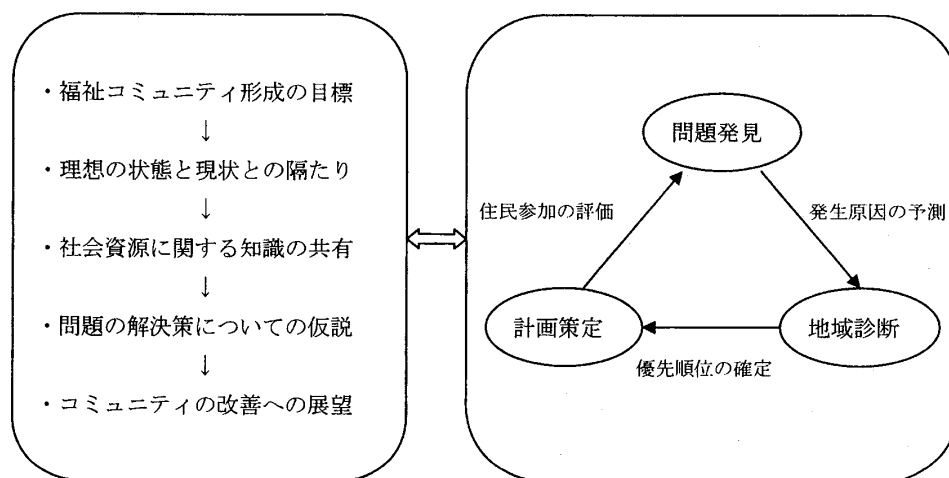 ・福祉コミュニティ形成の目標
↓
・理想の状態と現状との隔たり
↓
・社会資源に関する知識の共有
↓
・問題の解決策についての仮説
↓
・コミュニティの改善への展望
問題発見
住民参加の評価
発生原因の予測
計画策定
地域診断
優先順位の確定